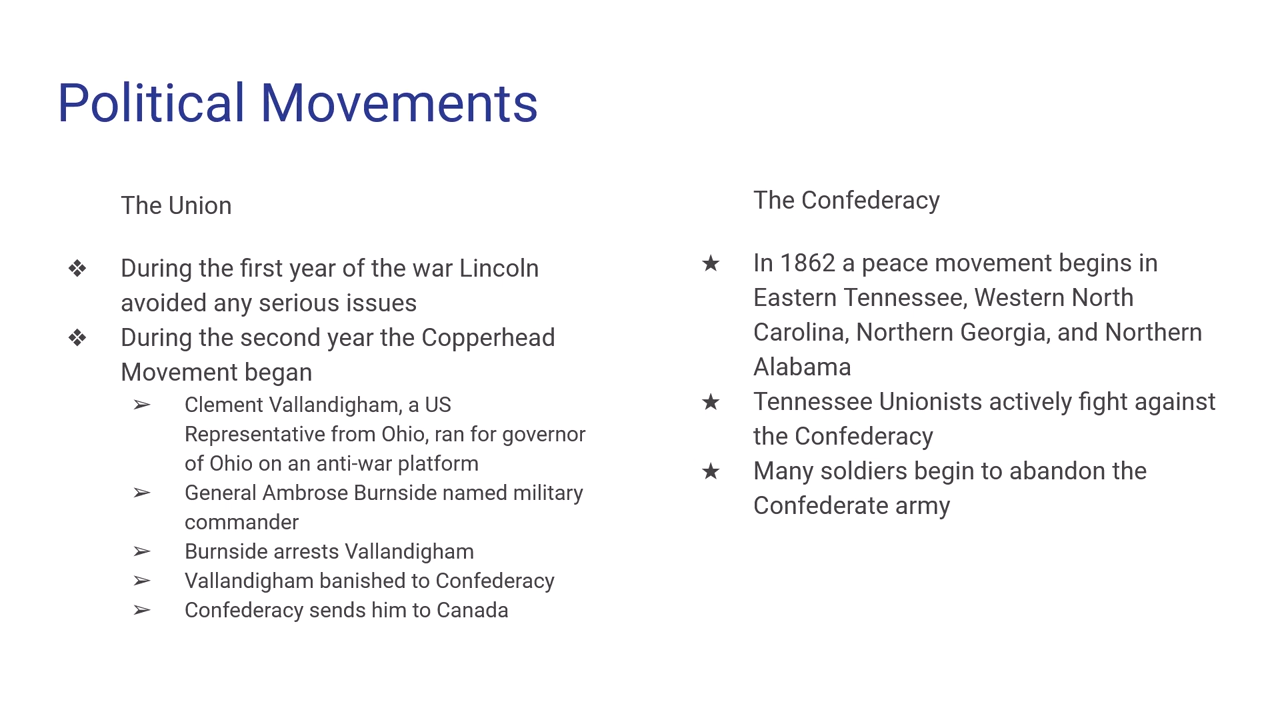 Political Movements
The Union
❖ During the first year of the war Lincoln
avoided any serious issues
❖ During the second year the Copperhead
Movement began
➢ Clement Vallandigham, a US
Representative from Ohio, ran for governor
of Ohio on an anti-war platform
➢ General Ambrose Burnside named military
commander
➢ Burnside arrests Vallandigham
➢ Vallandigham banished to Confederacy
➢ Confederacy sends him to Canada
The Confederacy
★ In 1862 a peace movement begins in
Eastern Tennessee, Western North
Carolina, Northern Georgia, and Northern
Alabama
★ Tennessee Unionists actively fight against
the Confederacy
★ Many soldiers begin to abandon the
Confederate army